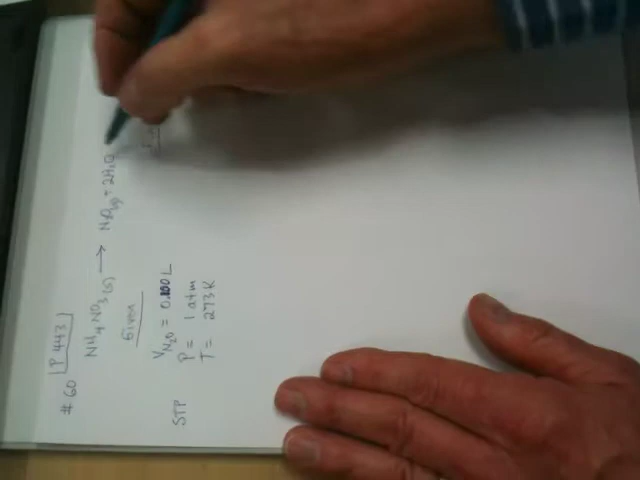 #60 P 443
NH4NO3(s) → N2O(g) + 2H2O
Given
VN2O = 0.100 L
STP P = 1 atm
T = 273 K